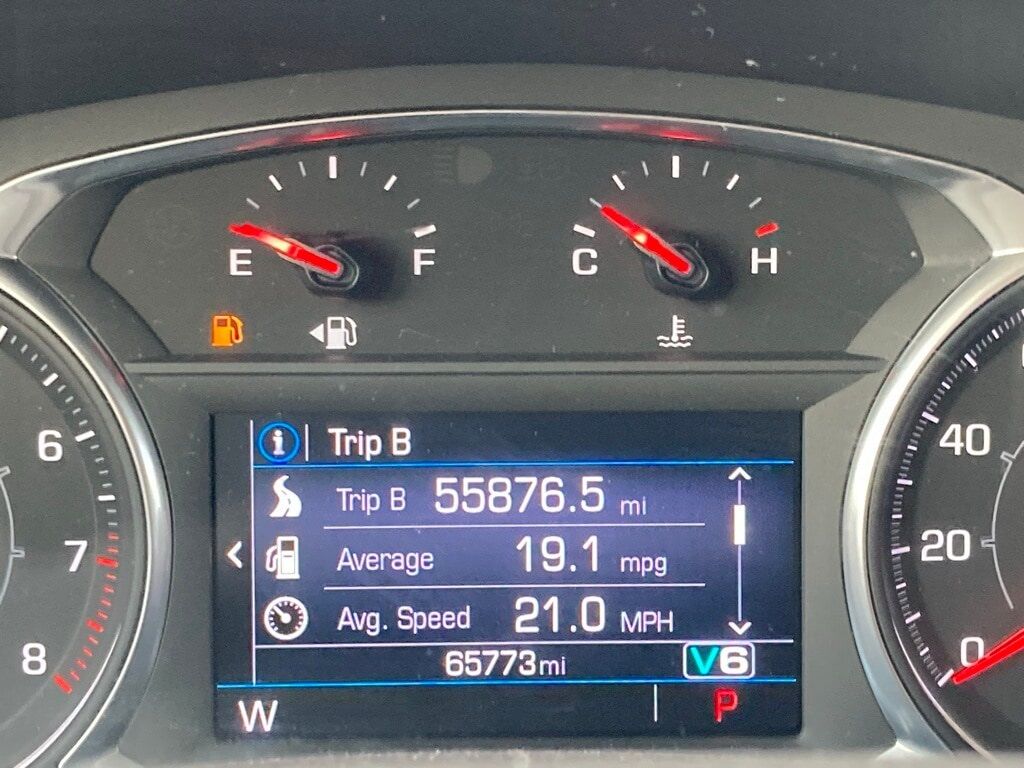 E F
C H
Trip B
Trip B 55876.5 mi
Average 19.1 mpg
Avg. Speed 21.0 MPH
65773mi V6
W P
6
7
8
40
20
0